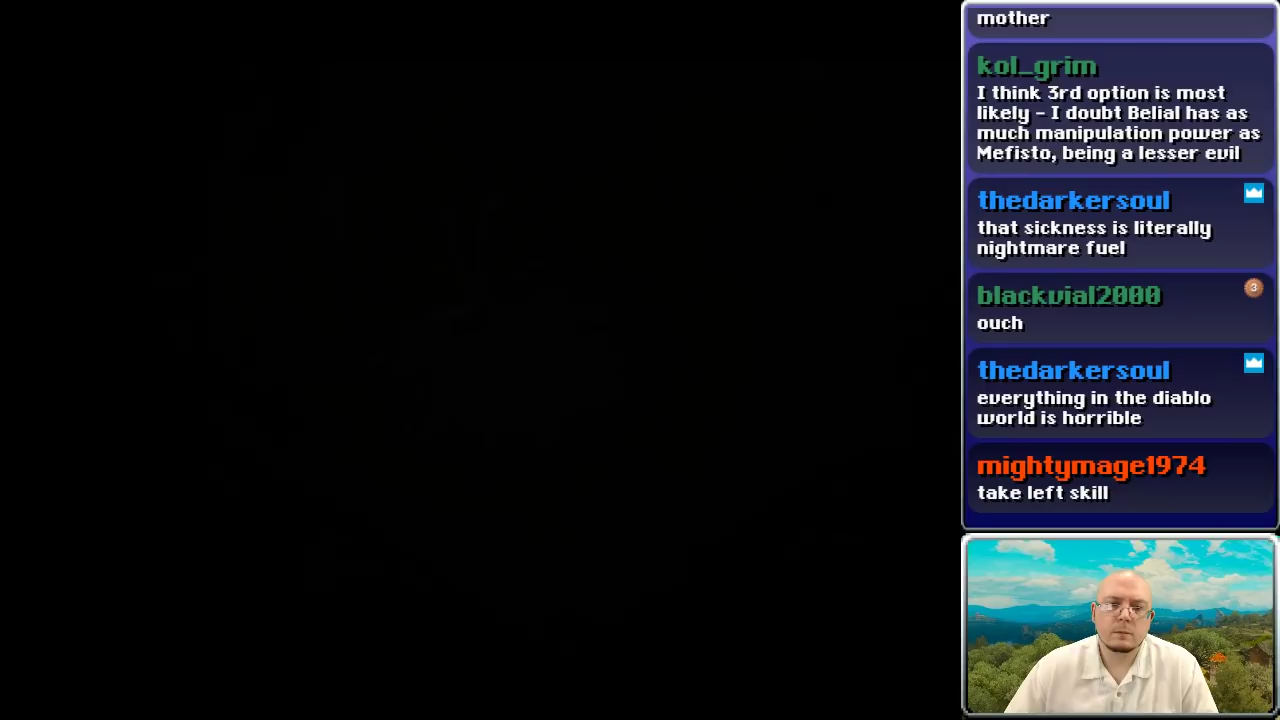 mother
kol_grim
I think 3rd option is most
likely - I doubt Belial has as
much manipulation power as
Mefisto, being a lesser evil
thedarkersoul
that sickness is literally
nightmare fuel
blackvial2000
3
ouch
thedarkersoul
everything in the diablo
world is horrible
mightymage1974
take left skill